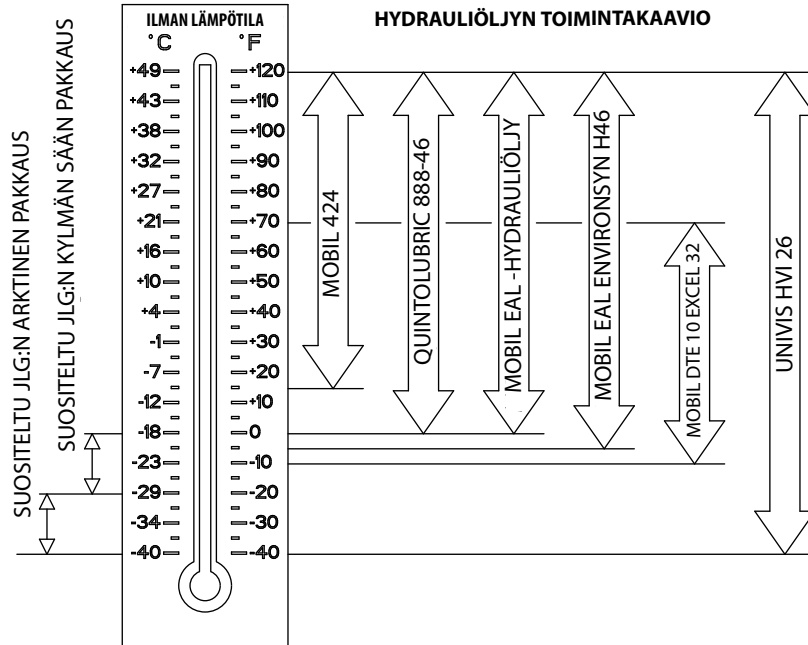 ILMAN LÄMPÖTILA
°C °F
HYDRAULIÖLJYN TOIMINTAKAAVIO
+49 +120
+43 +110
+38 +100
+32 +90
+27 +80
+21 +70
+16 +60
+10 +50
+4 +40
-1 +30
-7 +20
-12 +10
-18 0
-23 -10
-29 -20
-34 -30
-40 -40
SUOSITELTU JLG:N ARKTINEN PAKKAUS
SUOSITELTU JLG:N KYLMÄN SÄÄN PAKKAUS
MOBIL 424
QUINTOLUBRIC 888-46
MOBIL EAL -HYDRAULIÖLJY
MOBIL EAL ENVIRONSYN H46
MOBIL DTE 10 EXCEL 32
UNIVIS HVI 26